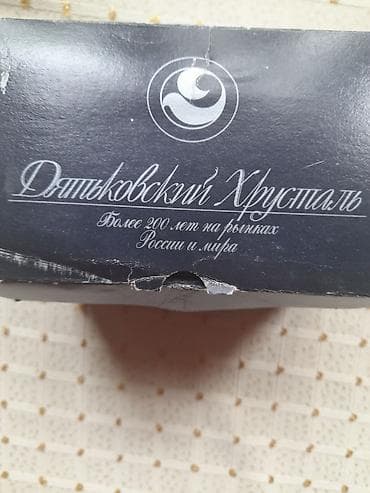 Дятьковский Хрусталь
Более 200 лет на рынках
России и мира